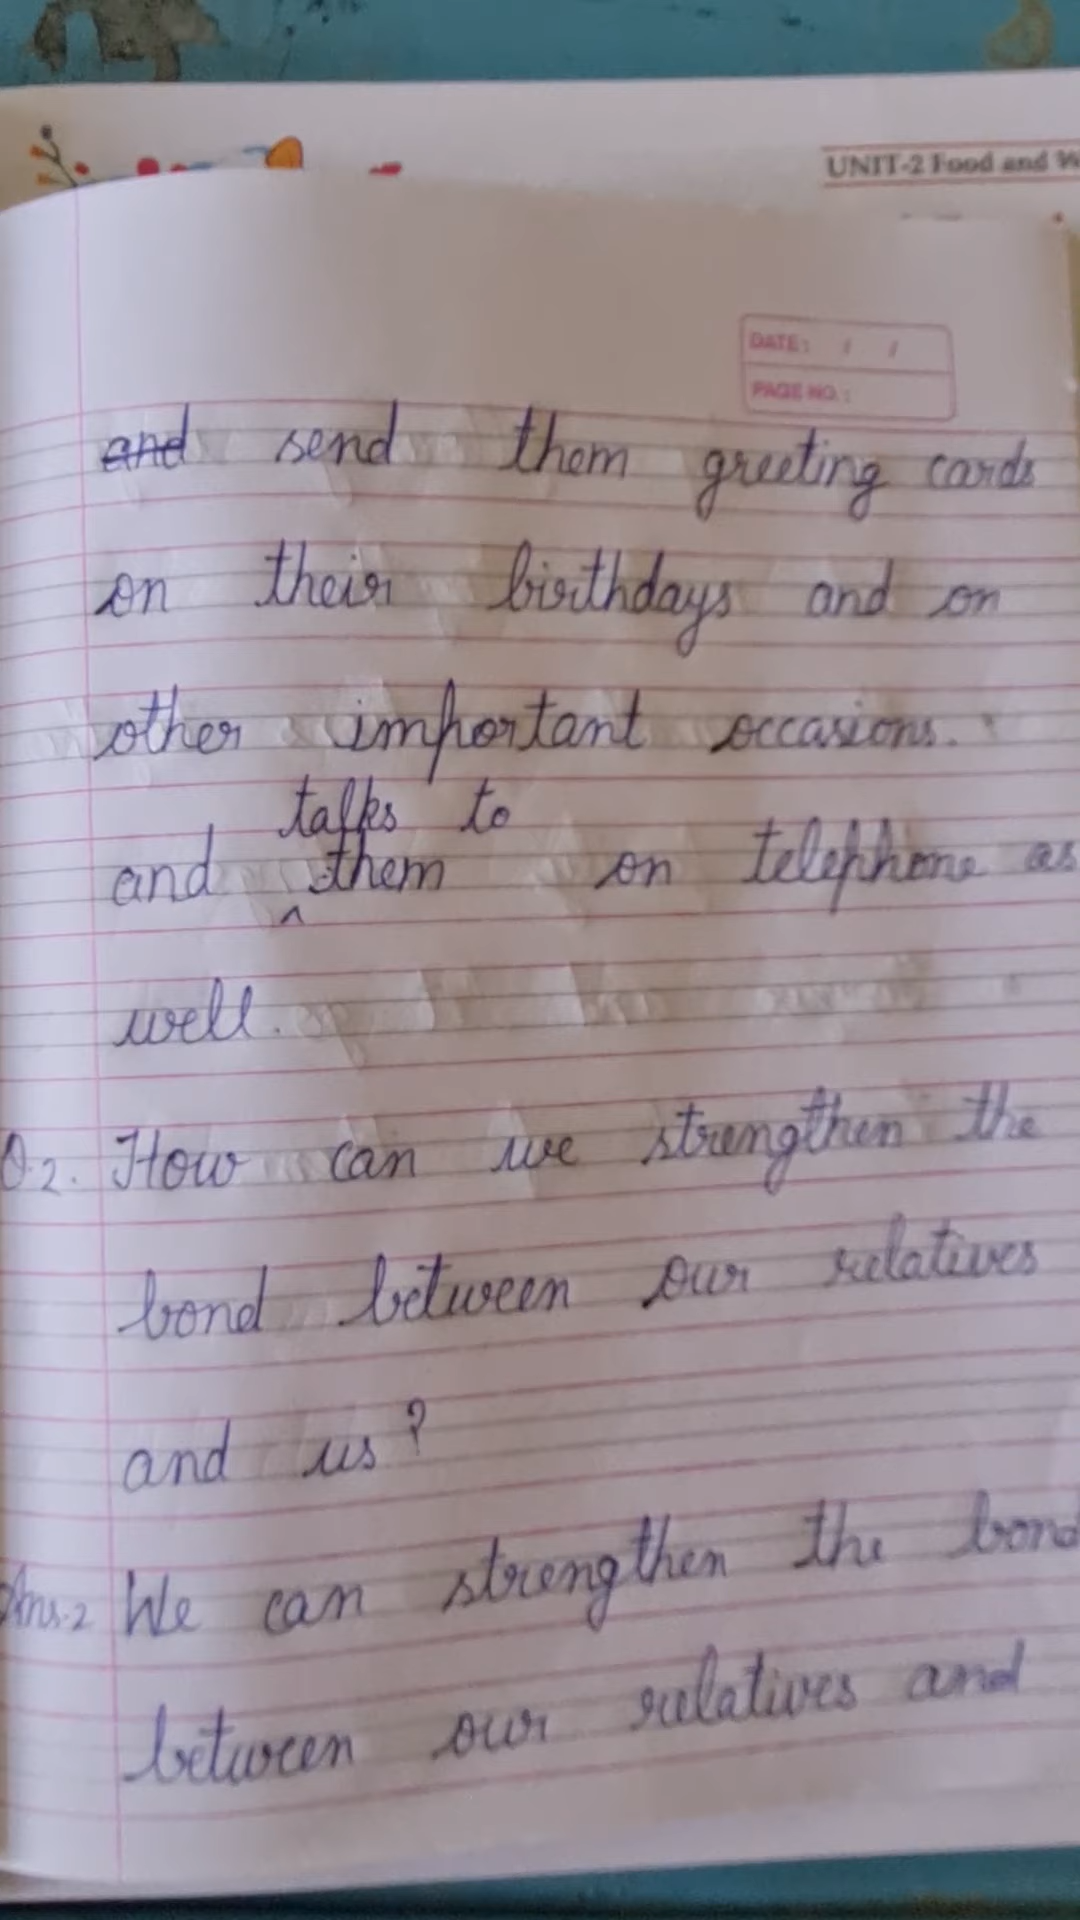 UNIT-2 Food and
DATE: / /
PAGE NO.:
and send them greeting cards
on their birthdays and on
other important occasions.
talks to
and ^ them on telephone as
well.
Q.2. How can we strengthen the
bond between our relatives
and us?
Ans.2 We can strengthen the bond
between our relatives and